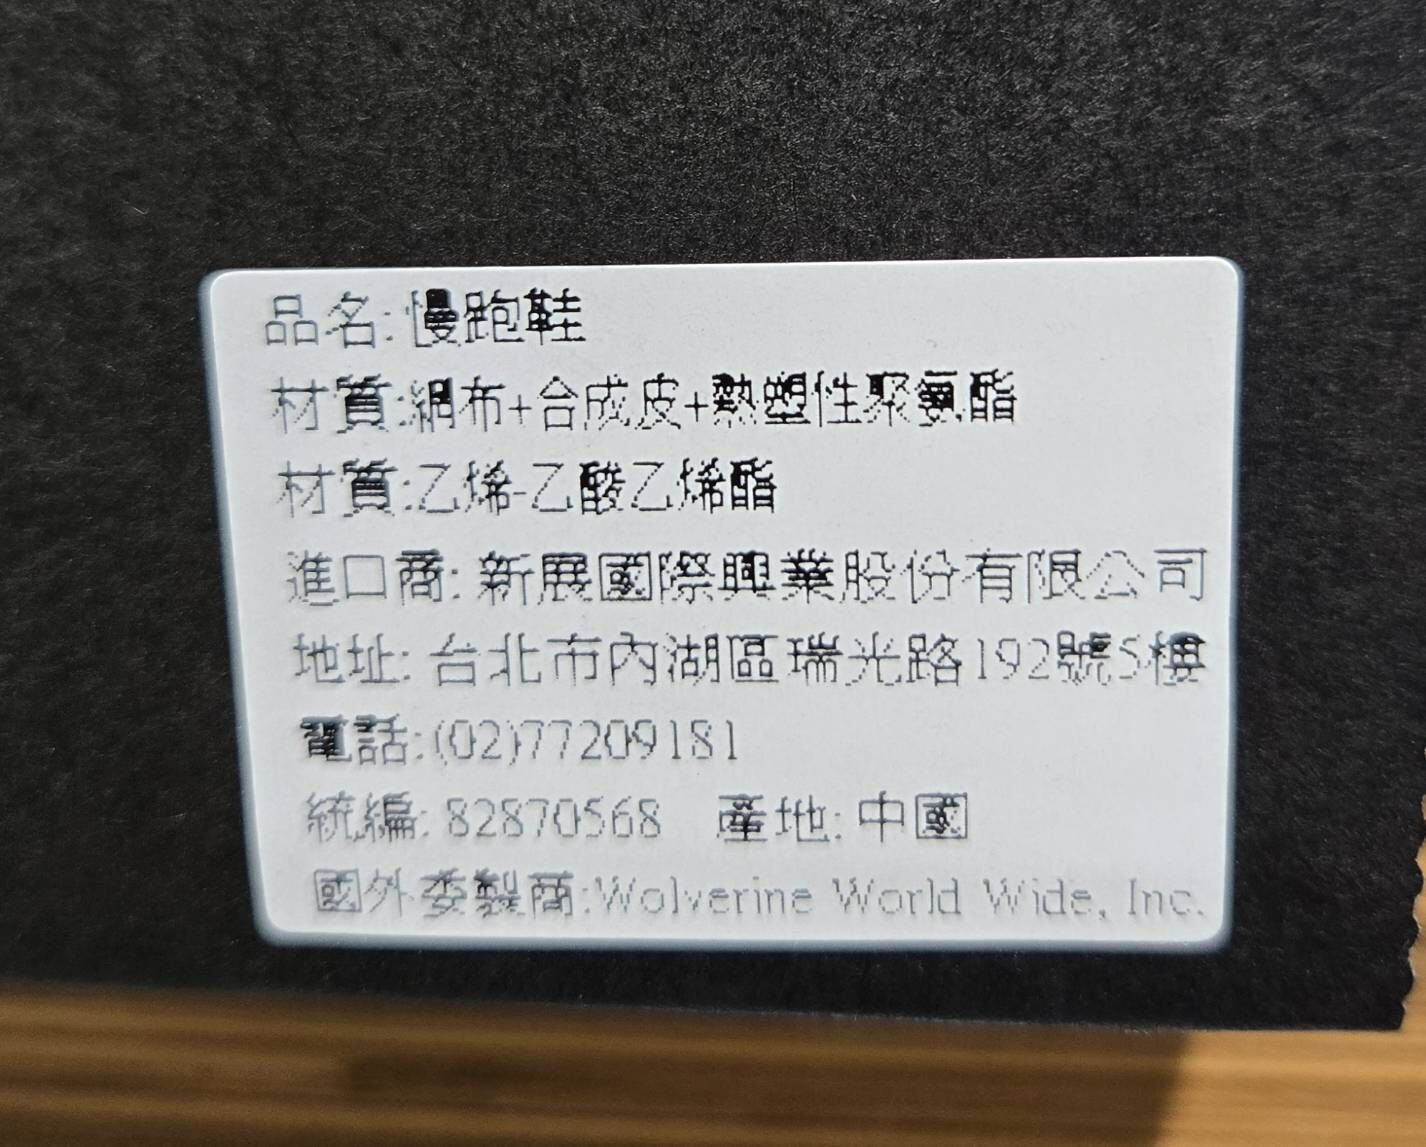 品名: 慢跑鞋
材質:網布+合成皮+熱塑性聚氨酯
材質:乙烯-乙酸乙烯酯
進口商: 新展國際興業股份有限公司
地址: 台北市內湖區瑞光路192號5樓
電話:(02)77209181
統編: 82870568 產地: 中國
國外委製商:Wolverine World Wide, Inc.